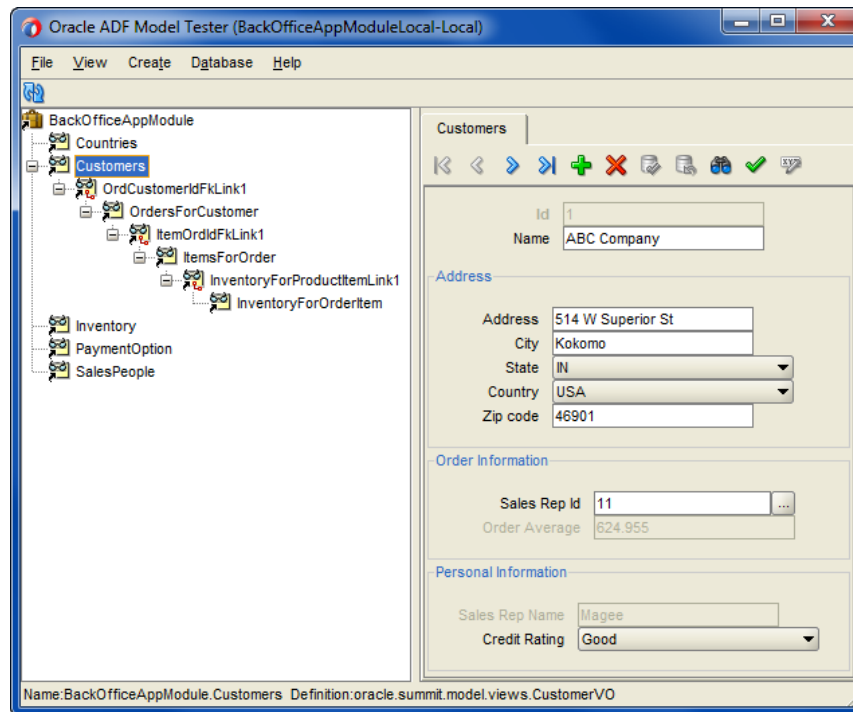 Oracle ADF Model Tester (BackOfficeAppModuleLocal-Local)
File View Create Database Help
BackOfficeAppModule
Countries
Customers
OrdCustomerIdFkLink1
OrdersForCustomer
ItemOrdIdFkLink1
ItemsForOrder
InventoryForProductItemLink1
InventoryForOrderItem
Inventory
PaymentOption
SalesPeople
Customers
xyz
Id 1
Name ABC Company
Address
Address 514 W Superior St
City Kokomo
State IN
Country USA
Zip code 46901
Order Information
Sales Rep Id 11 ...
Order Average 624.955
Personal Information
Sales Rep Name Magee
Credit Rating Good
Name:BackOfficeAppModule.Customers Definition:oracle.summit.model.views.CustomerVO